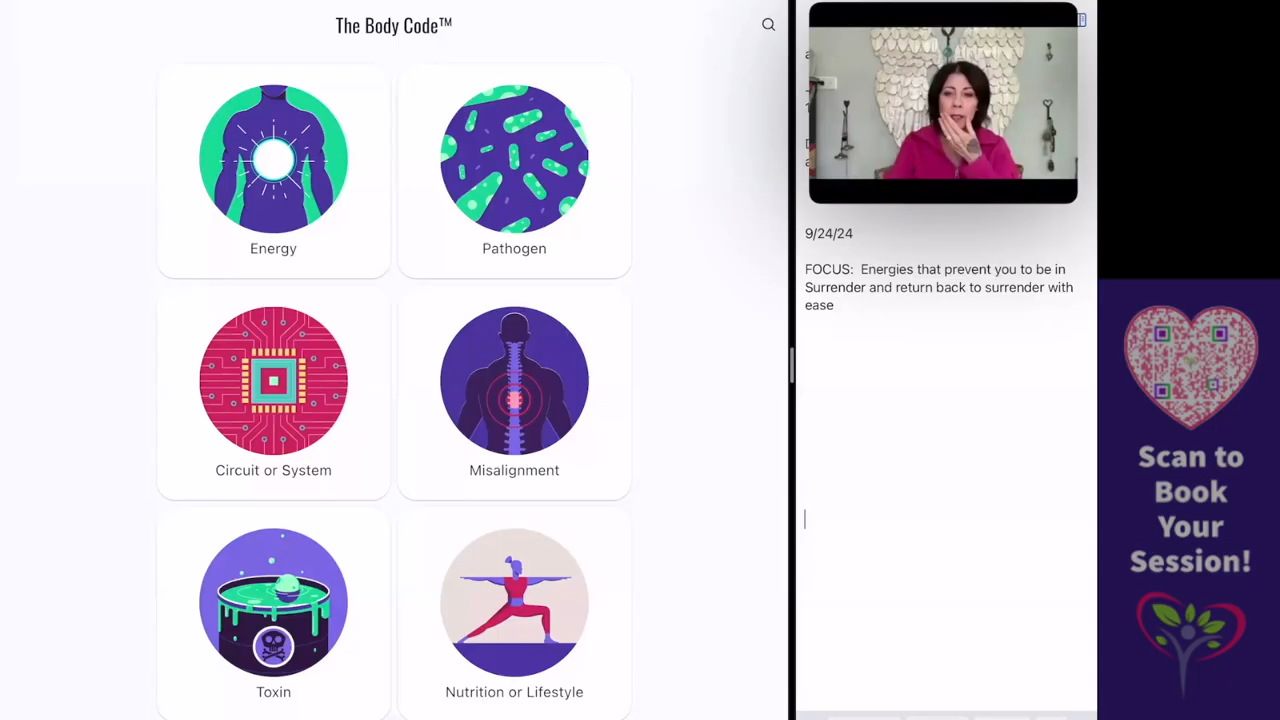 The Body Code™
Energy
Pathogen
Circuit or System
Misalignment
Toxin
Nutrition or Lifestyle
9/24/24
FOCUS: Energies that prevent you to be in
Surrender and return back to surrender with
ease
Scan to
Book
Your
Session!